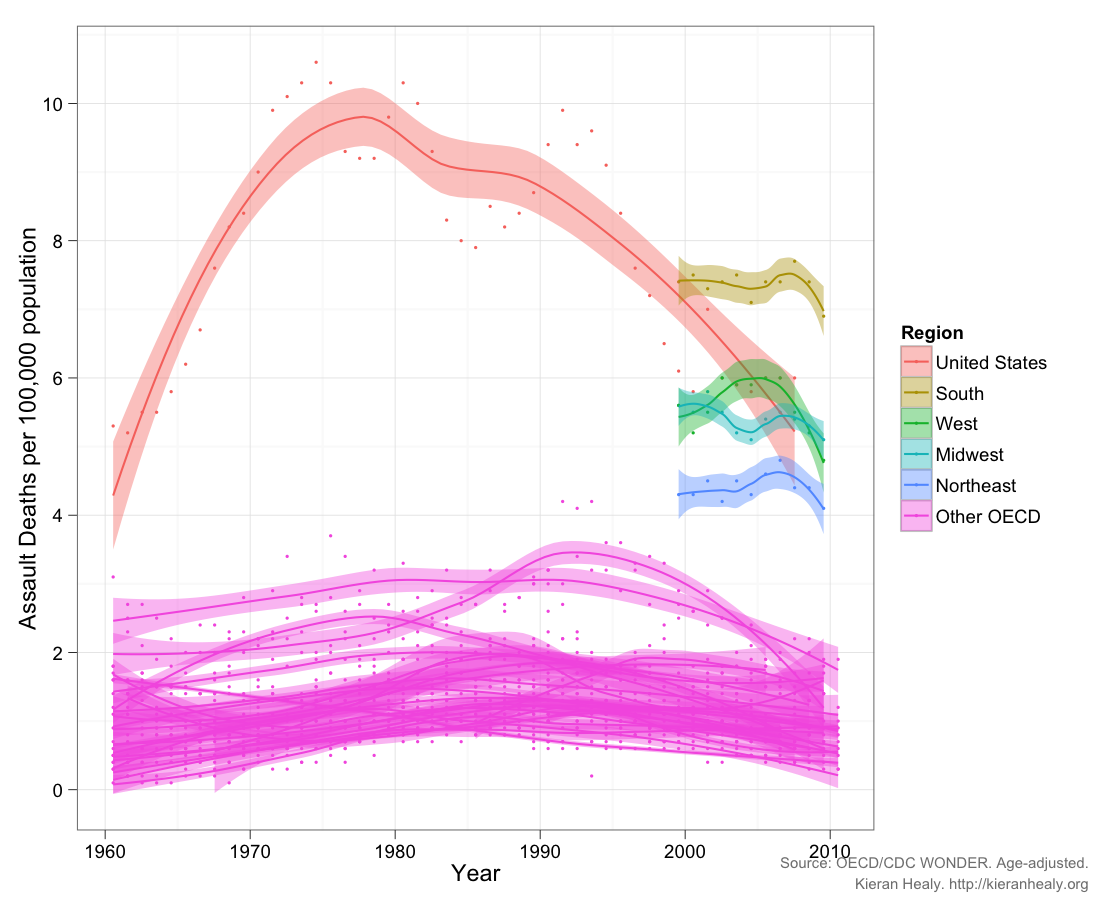 10
8
6
4
2
0
Assault Deaths per 100,000 population
1960 1970 1980 1990 2000 2010
Year
Region
United States
South
West
Midwest
Northeast
Other OECD
Source: OECD/CDC WONDER. Age-adjusted.
Kieran Healy. http://kieranhealy.org